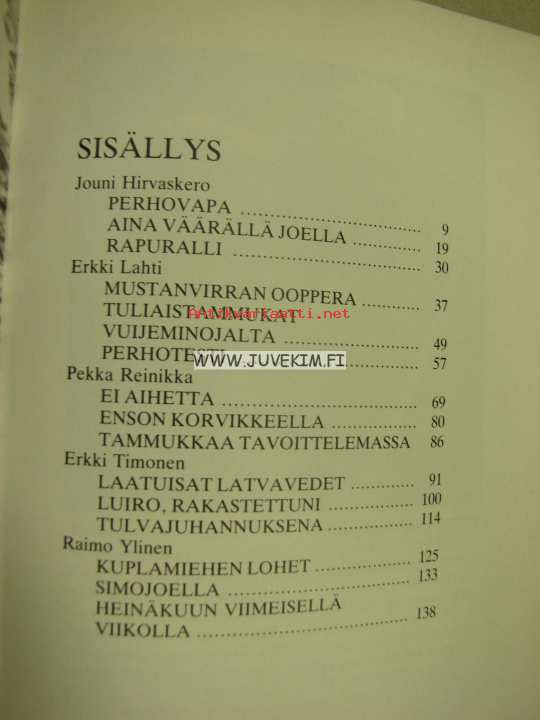 SISÄLLYS
Jouni Hirvaskero
PERHOVAPA .......... 9
AINA VÄÄRÄLLÄ JOELLA .......... 19
RAPURALLI .......... 30
Erkki Lahti
MUSTANVIRRAN OOPPERA .......... 37
TULIAISTAMMUKAT
VUIJEMINOJALTA .......... 49
57
WWW.JUVEKIM.FI
Pekka Reinikka
EI AIHETTA .......... 69
ENSON KORVIKKEELLA .......... 80
TAMMUKKAA TAVOITTELEMASSA 86
Erkki Timonen
LAATUISAT LATVAVEDET .......... 91
LUIRO, RAKASTETTUNI .......... 100
TULVAJUHANNUKSENA .......... 114
Raimo Ylinen
KUPLAMIEHEN LOHET .......... 125
SIMOJOELLA .......... 133
HEINÄKUUN VIIMEISELLÄ
VIIKOLLA .......... 138